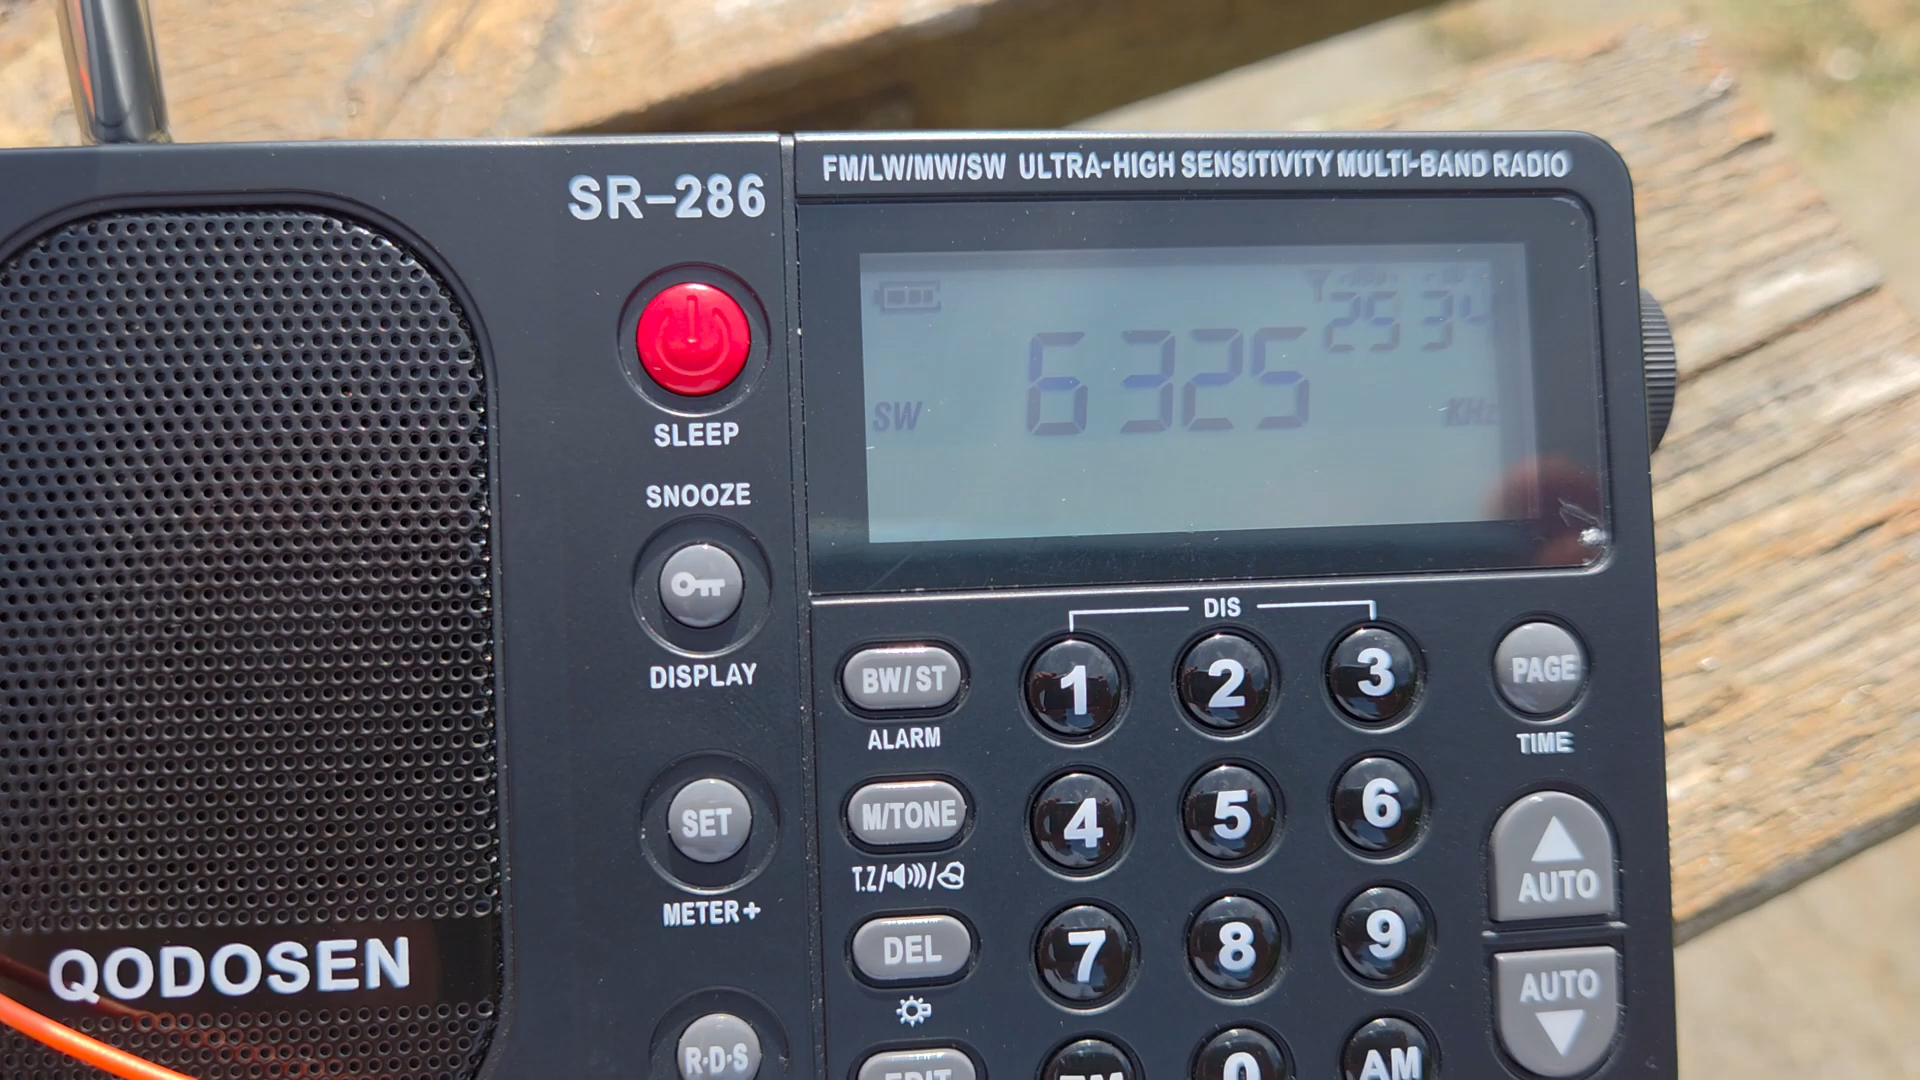 FM/LW/MW/SW ULTRA-HIGH SENSITIVITY MULTI-BAND RADIO
SR-286
25 34
6325
SW
KHz
SLEEP
SNOOZE
DISPLAY
DIS
BW/ST
1
2
3
PAGE
ALARM
TIME
SET
M/TONE
4
5
6
METER+
T.Z/
AUTO
DEL
7
8
9
QODOSEN
AUTO
R·D·S
EDIT
0
AM